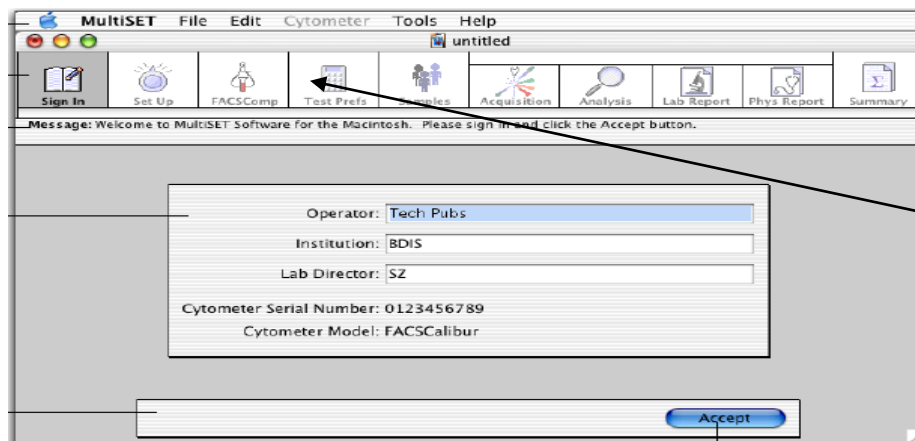 MultiSET File Edit Cytometer Tools Help
untitled
Sign In Set Up FACSComp Test Prefs Samples Acquisition Analysis Lab Report Phys Report Summary
Message: Welcome to MultiSET Software for the Macintosh. Please sign in and click the Accept button.
Operator: Tech Pubs
Institution: BDIS
Lab Director: SZ
Cytometer Serial Number: 0123456789
Cytometer Model: FACSCalibur
Accept